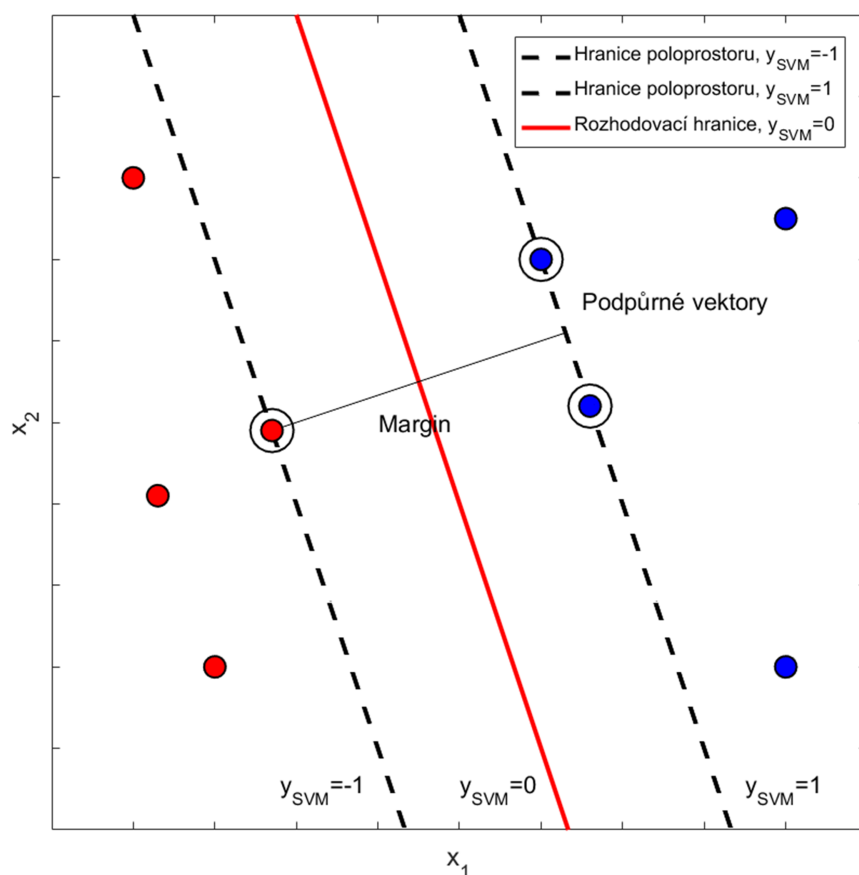 Hranice poloprostoru, y_SVM=-1
Hranice poloprostoru, y_SVM=1
Rozhodovací hranice, y_SVM=0
Podpůrné vektory
Margin
x_2
y_SVM=-1
y_SVM=0
y_SVM=1
x_1